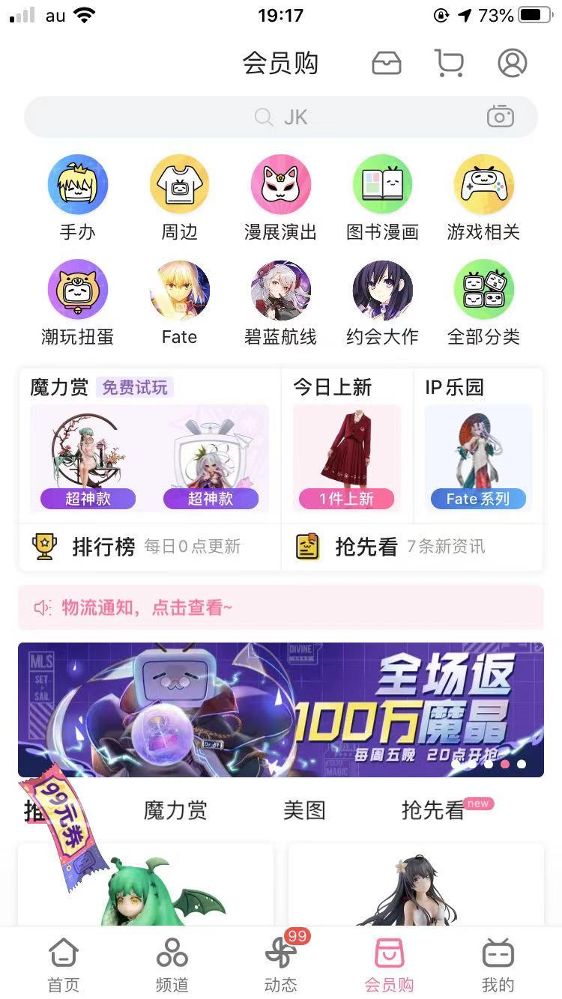 au
19:17
73%
会员购
JK
手办
周边
漫展演出
图书漫画
游戏相关
潮玩扭蛋
Fate
碧蓝航线
约会大作
全部分类
魔力赏 免费试玩
今日上新
IP乐园
超神款
超神款
1件上新
Fate系列
排行榜 每日0点更新
抢先看 7条新资讯
物流通知，点击查看~
MLS
SET
SAIL
DIVINE
全场返
100万魔晶
每周五晚 20点开抢
MAGIC
99元券
推
魔力赏
美图
抢先看 new
99
首页
频道
动态
会员购
我的